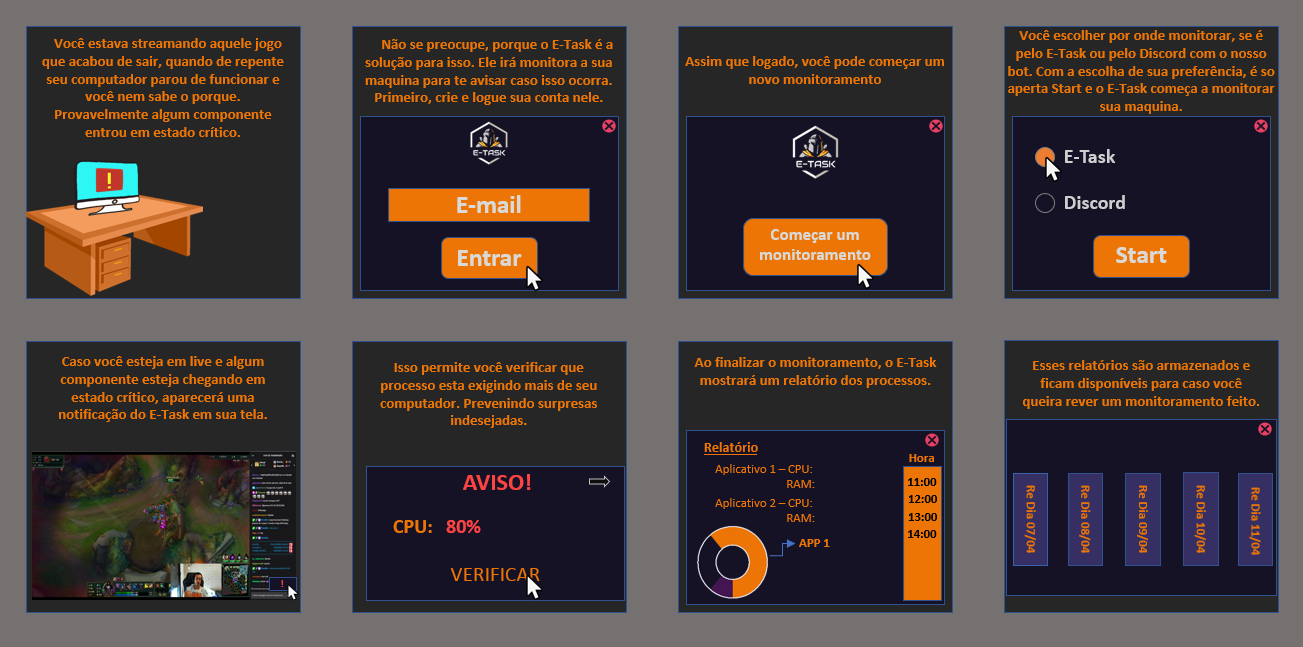 Você estava streamando aquele jogo
que acabou de sair, quando de repente
seu computador parou de funcionar e
você nem sabe o porque.
Provavelmente algum componente
entrou em estado crítico.
Não se preocupe, porque o E-Task é a
solução para isso. Ele irá monitora a sua
maquina para te avisar caso isso ocorra.
Primeiro, crie e logue sua conta nele.
E-TASK
E-mail
Entrar
Assim que logado, você pode começar um
novo monitoramento
E-TASK
Começar um
monitoramento
Você escolher por onde monitorar, se é
pelo E-Task ou pelo Discord com o nosso
bot. Com a escolha de sua preferência, é so
aperta Start e o E-Task começa a monitorar
sua maquina.
E-Task
Discord
Start
Caso você esteja em live e algum
componente esteja chegando em
estado crítico, aparecerá uma
notificação do E-Task em sua tela.
Isso permite você verificar que
processo esta exigindo mais de seu
computador. Prevenindo surpresas
indesejadas.
AVISO!
CPU: 80%
VERIFICAR
Ao finalizar o monitoramento, o E-Task
mostrará um relatório dos processos.
Relatório
Hora
Aplicativo 1 – CPU:
RAM:
Aplicativo 2 – CPU:
RAM:
APP 1
11:00
12:00
13:00
14:00
Esses relatórios são armazenados e
ficam disponíveis para caso você
queira rever um monitoramento feito.
Re Dia 07/04
Re Dia 08/04
Re Dia 09/04
Re Dia 10/04
Re Dia 11/04